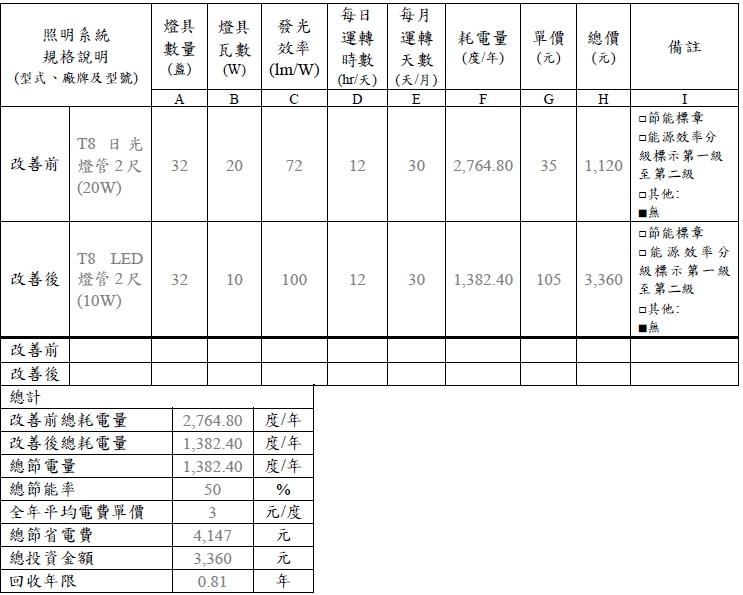 照明系統
規格說明
(型式、廠牌及型號)
燈具
數量
(盞)
燈具
瓦數
(W)
發光
效率
(lm/W)
每日
運轉
時數
(hr/天)
每月
運轉
天數
(天/月)
耗電量
(度/年)
單價
(元)
總價
(元)
備註
A B C D E F G H I
改善前
T8 日光
燈管2尺
(20W)
32 20 72 12 30 2,764.80 35 1,120
□節能標章
□能源效率分
級標示第一級
至第二級
□其他:
■無
改善後
T8 LED
燈管2尺
(10W)
32 10 100 12 30 1,382.40 105 3,360
□節能標章
□能源效率分
級標示第一級
至第二級
□其他:
■無
改善前
改善後
總計
改善前總耗電量 2,764.80 度/年
改善後總耗電量 1,382.40 度/年
總節電量 1,382.40 度/年
總節能率 50 %
全年平均電費單價 3 元/度
總節省電費 4,147 元
總投資金額 3,360 元
回收年限 0.81 年